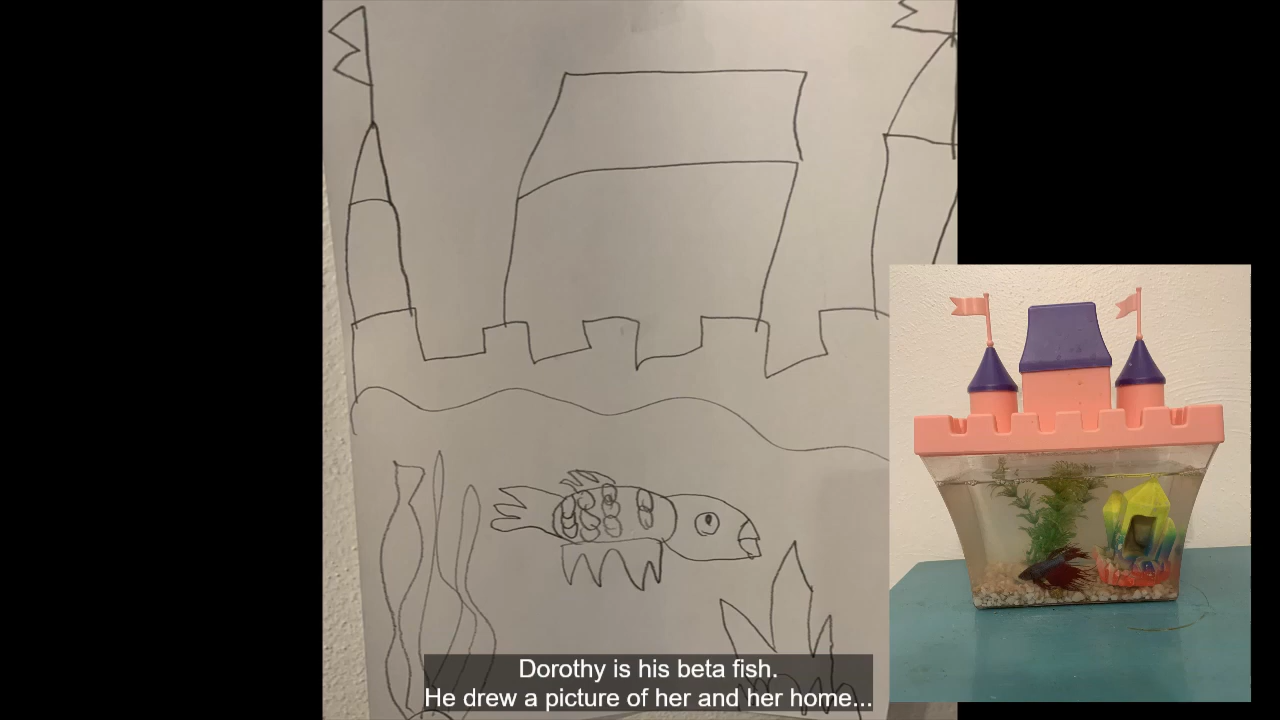 Dorothy is his beta fish.
He drew a picture of her and her home...